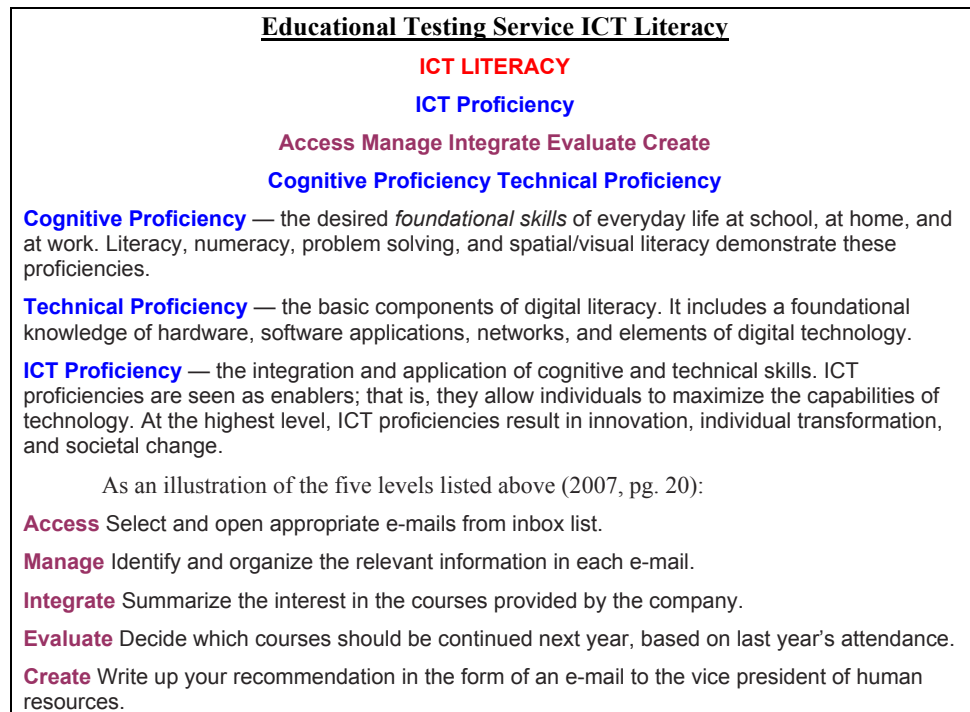 Educational Testing Service ICT Literacy
ICT LITERACY
ICT Proficiency
Access Manage Integrate Evaluate Create
Cognitive Proficiency Technical Proficiency
Cognitive Proficiency — the desired foundational skills of everyday life at school, at home, and
at work. Literacy, numeracy, problem solving, and spatial/visual literacy demonstrate these
proficiencies.
Technical Proficiency — the basic components of digital literacy. It includes a foundational
knowledge of hardware, software applications, networks, and elements of digital technology.
ICT Proficiency — the integration and application of cognitive and technical skills. ICT
proficiencies are seen as enablers; that is, they allow individuals to maximize the capabilities of
technology. At the highest level, ICT proficiencies result in innovation, individual transformation,
and societal change.
As an illustration of the five levels listed above (2007, pg. 20):
Access Select and open appropriate e-mails from inbox list.
Manage Identify and organize the relevant information in each e-mail.
Integrate Summarize the interest in the courses provided by the company.
Evaluate Decide which courses should be continued next year, based on last year’s attendance.
Create Write up your recommendation in the form of an e-mail to the vice president of human
resources.